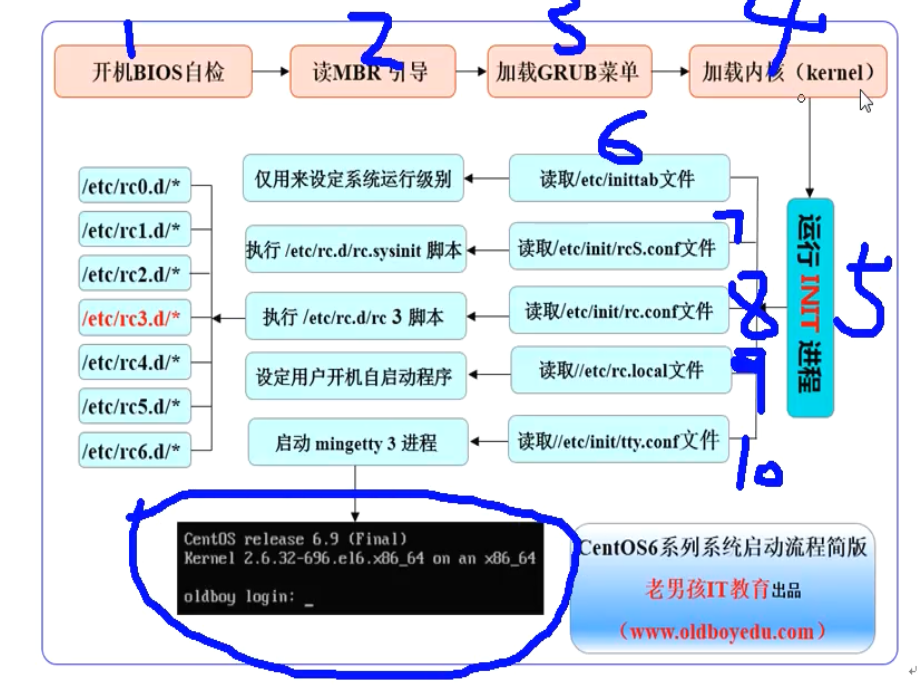 1
2
3
4
开机BIOS自检
读MBR 引导
加载GRUB菜单
加载内核（kernel）
5
运行 INIT 进程
6
读取/etc/inittab文件
仅用来设定系统运行级别
7
读取/etc/init/rcS.conf文件
执行 /etc/rc.d/rc.sysinit 脚本
8
读取/etc/init/rc.conf文件
执行 /etc/rc.d/rc 3 脚本
/etc/rc0.d/*
/etc/rc1.d/*
/etc/rc2.d/*
/etc/rc3.d/*
/etc/rc4.d/*
/etc/rc5.d/*
/etc/rc6.d/*
9
读取//etc/rc.local文件
设定用户开机自启动程序
10
读取//etc/init/tty.conf文件
启动 mingetty 3 进程
CentOS release 6.9 (Final)
Kernel 2.6.32-696.el6.x86_64 on an x86_64
oldboy login: _
CentOS6系列系统启动流程简版
老男孩IT教育出品
（www.oldboyedu.com）